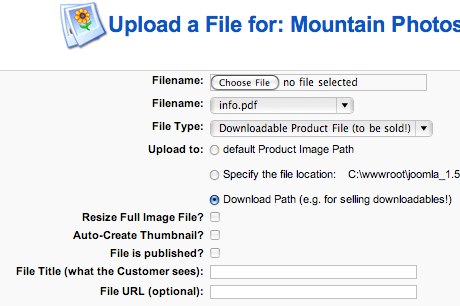 Upload a File for: Mountain Photos
Filename: Choose File no file selected
Filename: info.pdf
File Type: Downloadable Product File (to be sold!)
Upload to: default Product Image Path
Specify the file location: C:\wwwroot\joomla_1.5
Download Path (e.g. for selling downloadables!)
Resize Full Image File?
Auto-Create Thumbnail?
File is published?
File Title (what the Customer sees):
File URL (optional):